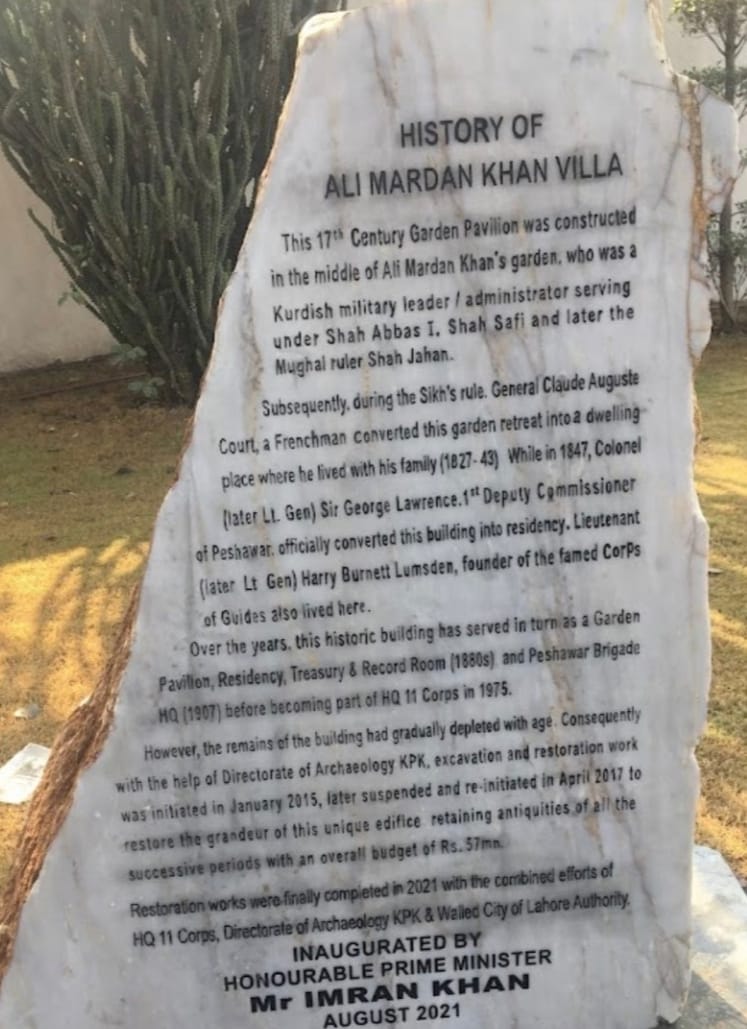 HISTORY OF
ALI MARDAN KHAN VILLA
This 17th Century Garden Pavilion was constructed
in the middle of Ali Mardan Khan's garden, who was a
Kurdish military leader / administrator serving
under Shah Abbas I, Shah Safi and later the
Mughal ruler Shah Jahan.
Subsequently, during the Sikh's rule, General Claude Auguste
Court, a Frenchman converted this garden retreat into a dwelling
place where he lived with his family (1827-43) While in 1847, Colonel
(later Lt. Gen) Sir George Lawrence, 1st Deputy Commissioner
of Peshawar, officially converted this building into residency. Lieutenant
(later Lt Gen) Harry Burnett Lumsden, founder of the famed CorPs
of Guides also lived here.
Over the years, this historic building has served in turn as a Garden
Pavilion, Residency, Treasury & Record Room (1880s) and Peshawar Brigade
HQ (1907) before becoming part of HQ 11 Corps in 1975.
However, the remains of the building had gradually depleted with age. Consequently
with the help of Directorate of Archaeology KPK, excavation and restoration work
was initiated in January 2015, later suspended and re-initiated in April 2017 to
restore the grandeur of this unique edifice retaining antiquities of all the
successive periods with an overall budget of Rs. 57mn.
Restoration works were finally completed in 2021 with the combined efforts of
HQ 11 Corps, Directorate of Archaeology KPK & Walled City of Lahore Authority.
INAUGURATED BY
HONOURABLE PRIME MINISTER
Mr IMRAN KHAN
AUGUST 2021